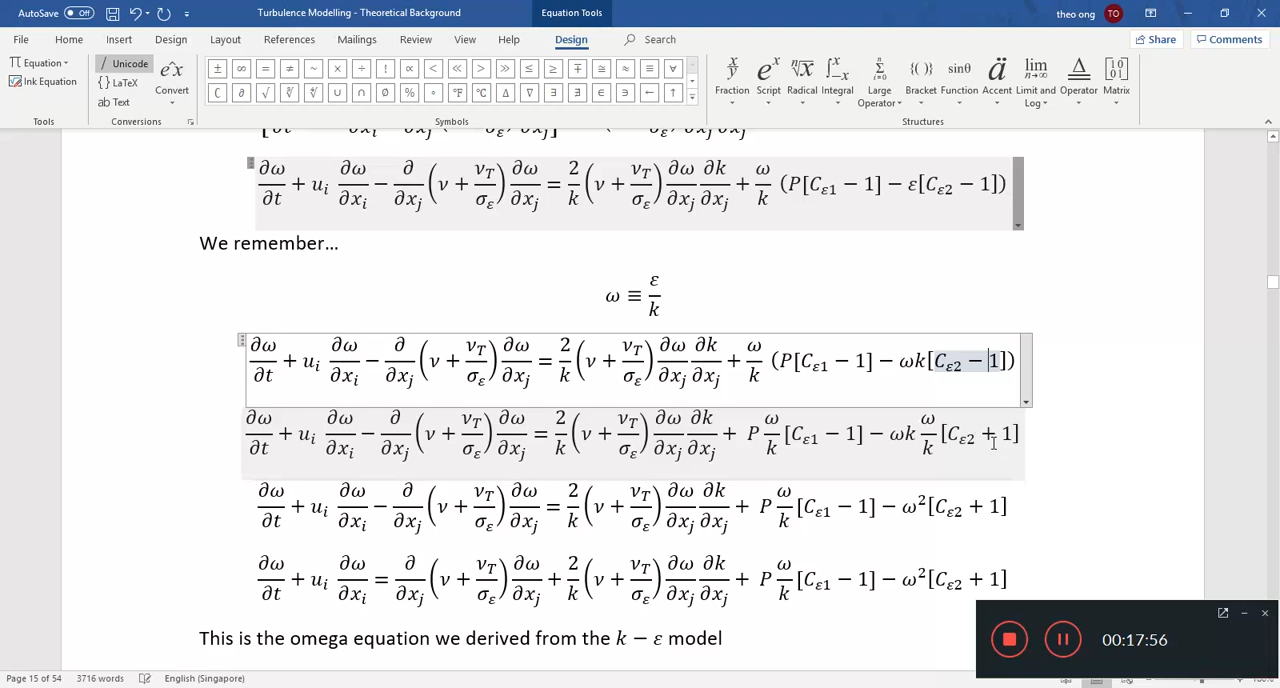 AutoSave Off Turbulence Modelling - Theoretical Background Equation Tools theo ong TO
File Home Insert Draw Design Layout References Mailings Review View Help Design Search Share Comments
Equation Unicode
Ink Equation LaTeX
Text Convert
± ∞ = ≠ ~ × ÷ ! ∝ < ≪ > ≫ ≤ ≥ ∓ ≅ ≈ ≡ ∀
∁ ∂ √ ∛ ∜ ∪ ∩ ∅ % ° ℉ ℃ ∆ ∇ ∃ ∄ ∈ ∋ ← ↑
Fraction Script Radical Integral Large Operator Bracket Function Accent Limit and Log Operator Matrix
Tools Conversions Symbols Structures
∂ω/∂t + u_i ∂ω/∂x_i − ∂/∂x_j (ν + ν_T/σ_ε) ∂ω/∂x_j = 2/k (ν + ν_T/σ_ε) ∂ω/∂x_j ∂k/∂x_j + ω/k (P[C_ε1 − 1] − ε[C_ε2 − 1])
We remember...
ω ≡ ε/k
∂ω/∂t + u_i ∂ω/∂x_i − ∂/∂x_j (ν + ν_T/σ_ε) ∂ω/∂x_j = 2/k (ν + ν_T/σ_ε) ∂ω/∂x_j ∂k/∂x_j + ω/k (P[C_ε1 − 1] − ωk[C_ε2 − 1])
∂ω/∂t + u_i ∂ω/∂x_i − ∂/∂x_j (ν + ν_T/σ_ε) ∂ω/∂x_j = 2/k (ν + ν_T/σ_ε) ∂ω/∂x_j ∂k/∂x_j + P ω/k [C_ε1 − 1] − ωk ω/k [C_ε2 + 1]
∂ω/∂t + u_i ∂ω/∂x_i − ∂/∂x_j (ν + ν_T/σ_ε) ∂ω/∂x_j = 2/k (ν + ν_T/σ_ε) ∂ω/∂x_j ∂k/∂x_j + P ω/k [C_ε1 − 1] − ω²[C_ε2 + 1]
∂ω/∂t + u_i ∂ω/∂x_i = ∂/∂x_j (ν + ν_T/σ_ε) ∂ω/∂x_j + 2/k (ν + ν_T/σ_ε) ∂ω/∂x_j ∂k/∂x_j + P ω/k [C_ε1 − 1] − ω²[C_ε2 + 1]
This is the omega equation we derived from the k − ε model
00:17:56
Page 15 of 54 3716 words English (Singapore)